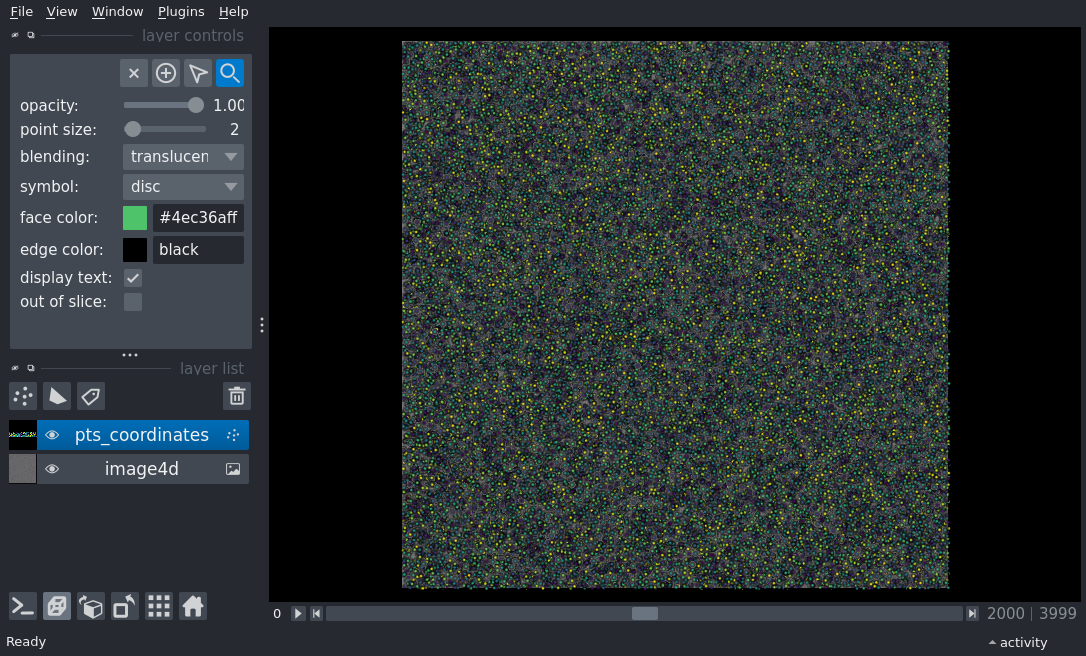 File View Window Plugins Help
layer controls
opacity: 1.00
point size: 2
blending: translucen
symbol: disc
face color: #4ec36aff
edge color: black
display text:
out of slice:
layer list
pts_coordinates
image4d
0 2000 | 3999
Ready
activity